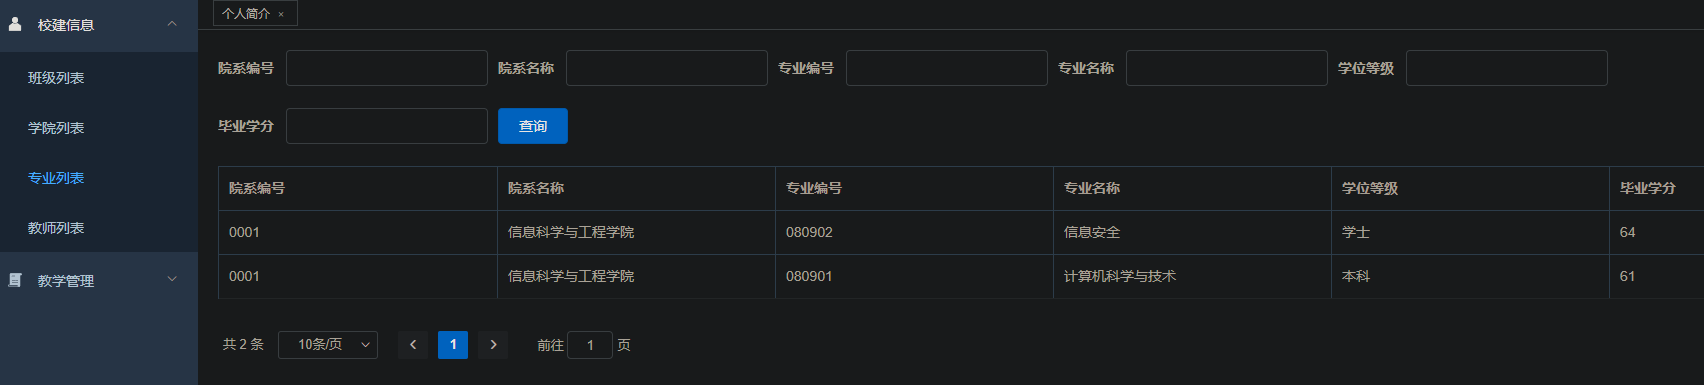 校建信息
班级列表
学院列表
专业列表
教师列表
教学管理
个人简介 ×
院系编号 院系名称 专业编号 专业名称 学位等级
毕业学分 查询
院系编号 院系名称 专业编号 专业名称 学位等级 毕业学分
0001 信息科学与工程学院 080902 信息安全 学士 64
0001 信息科学与工程学院 080901 计算机科学与技术 本科 61
共 2 条 10条/页 1 前往 1 页